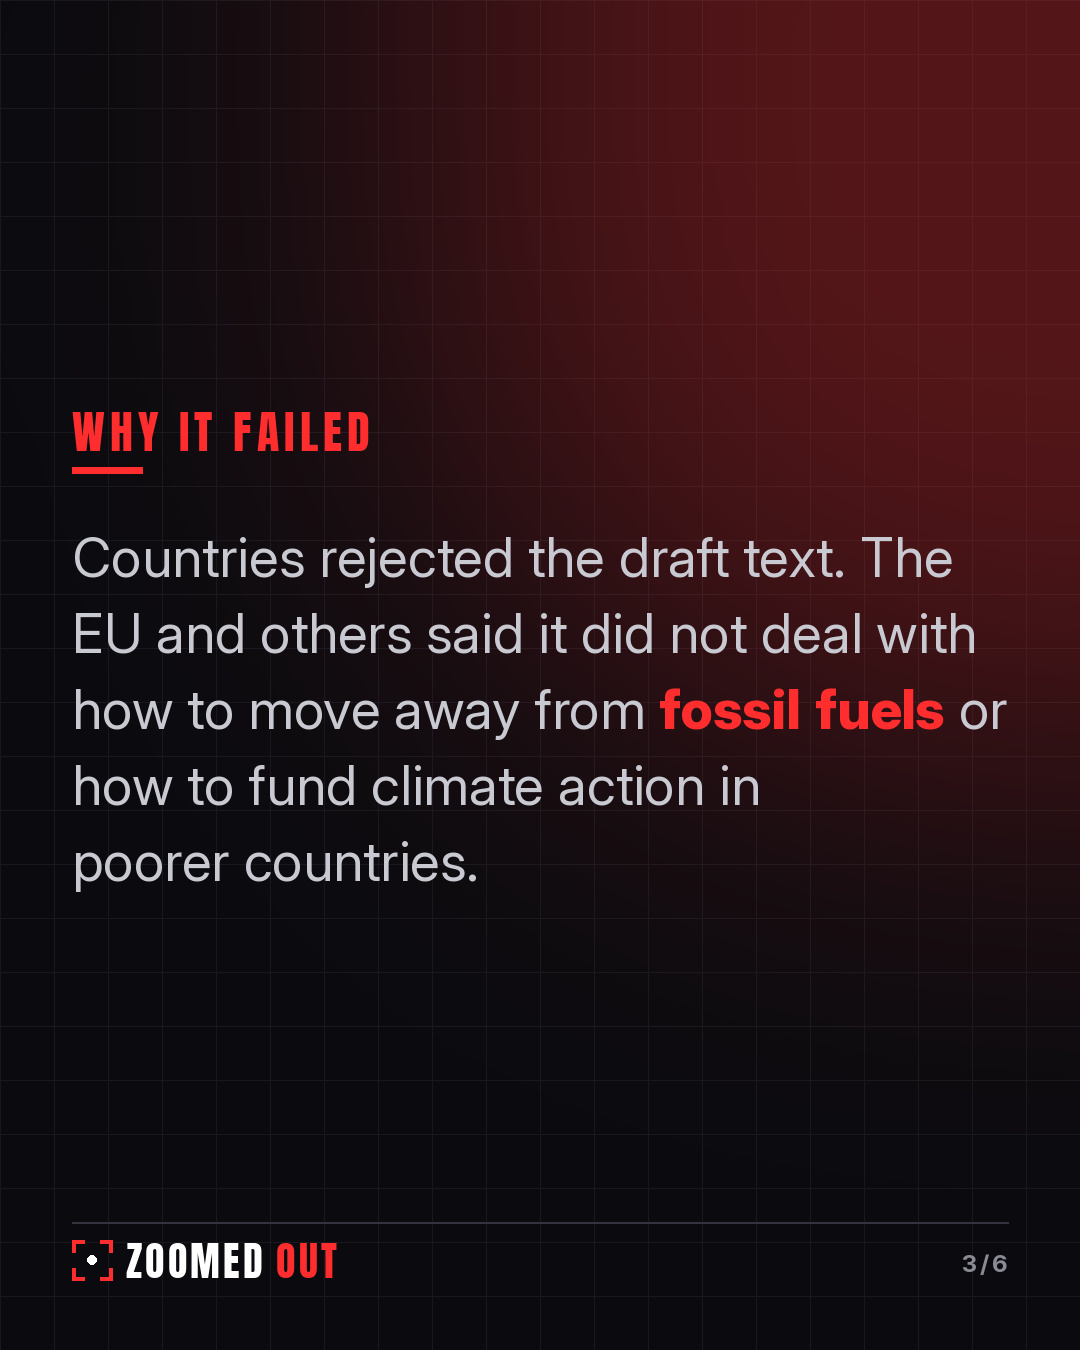 WHY IT FAILED
Countries rejected the draft text. The
EU and others said it did not deal with
how to move away from fossil fuels or
how to fund climate action in
poorer countries.
ZOOMED OUT
3/6